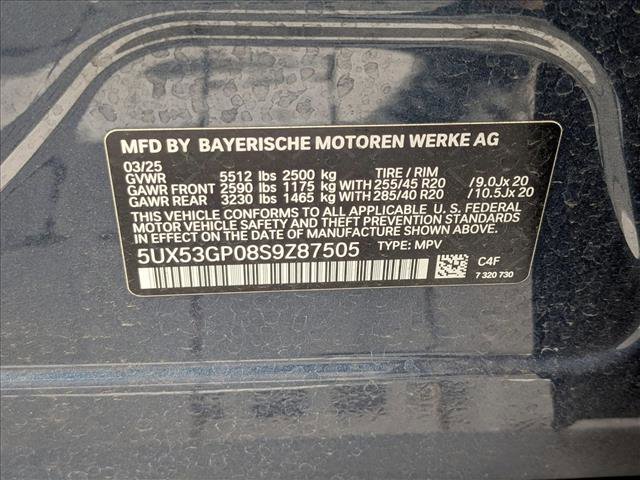 MFD BY BAYERISCHE MOTOREN WERKE AG
03/25
GVWR 5512 lbs 2500 kg TIRE / RIM
GAWR FRONT 2590 lbs 1175 kg WITH 255/45 R20 /9.0Jx 20
GAWR REAR 3230 lbs 1465 kg WITH 285/40 R20 /10.5Jx 20
THIS VEHICLE CONFORMS TO ALL APPLICABLE U. S. FEDERAL
MOTOR VEHICLE SAFETY AND THEFT PREVENTION STANDARDS
IN EFFECT ON THE DATE OF MANUFACTURE SHOWN ABOVE.
5UX53GP08S9Z87505 TYPE: MPV
C4F
7 320 730